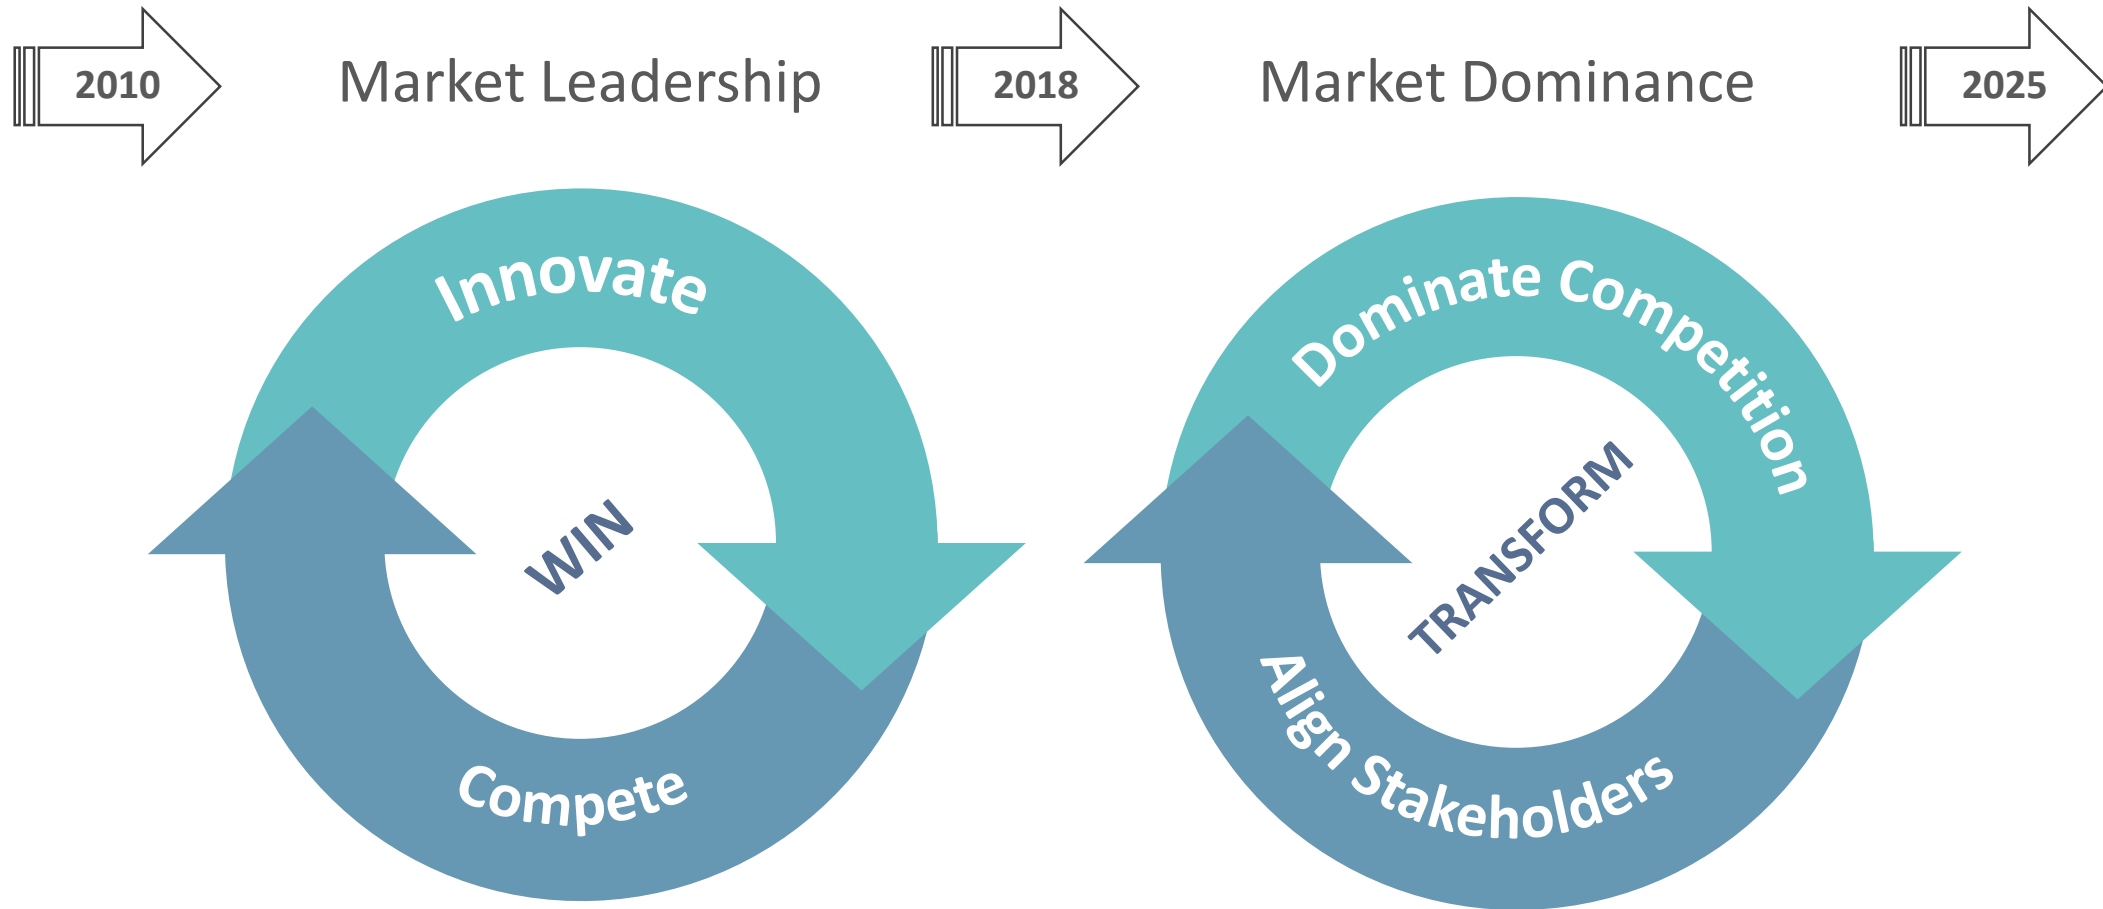 2010
Market Leadership
2018
Market Dominance
2025
Innovate
WIN
Compete
Dominate Competition
TRANSFORM
Align Stakeholders